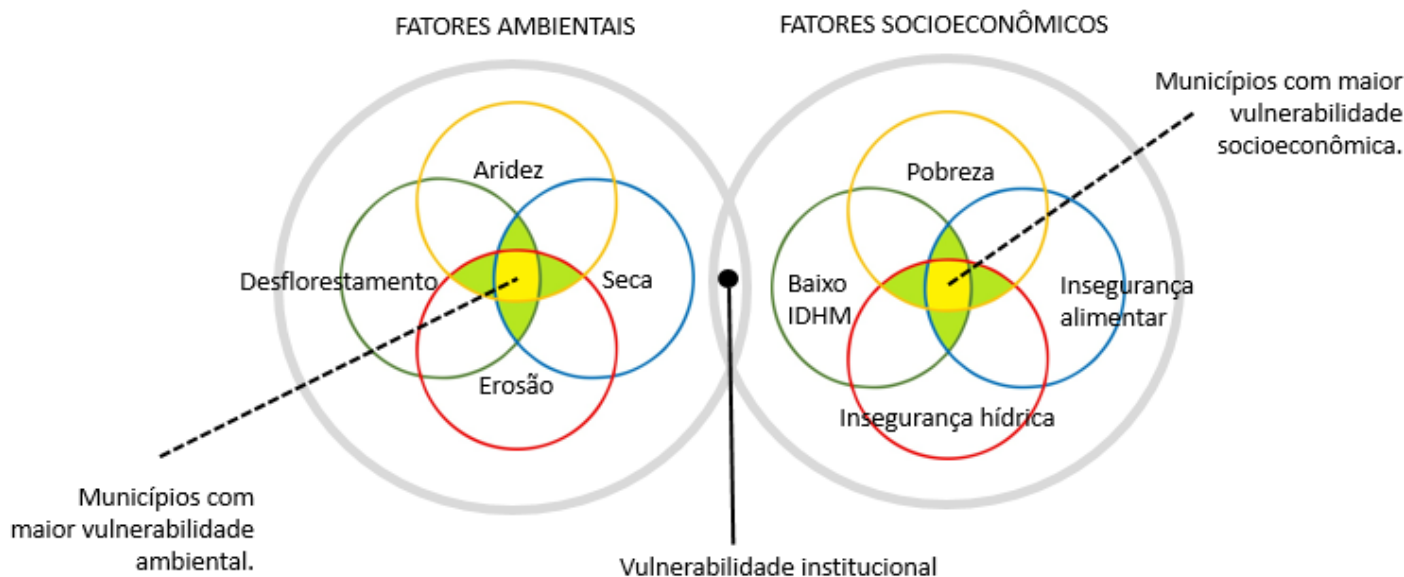 FATORES AMBIENTAIS
FATORES SOCIOECONÔMICOS
Municípios com maior
vulnerabilidade
socioeconômica.
Aridez
Desflorestamento
Seca
Erosão
Pobreza
Baixo
IDHM
Insegurança
alimentar
Insegurança hídrica
Municípios com
maior vulnerabilidade
ambiental.
Vulnerabilidade institucional